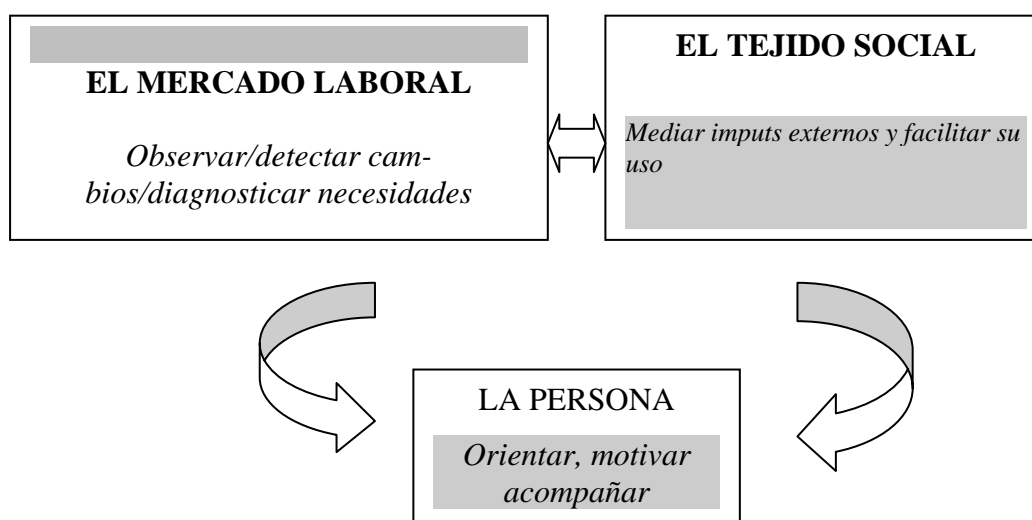 EL MERCADO LABORAL
Observar/detectar cam-
bios/diagnosticar necesidades
EL TEJIDO SOCIAL
Mediar imputs externos y facilitar su
uso
LA PERSONA
Orientar, motivar
acompañar